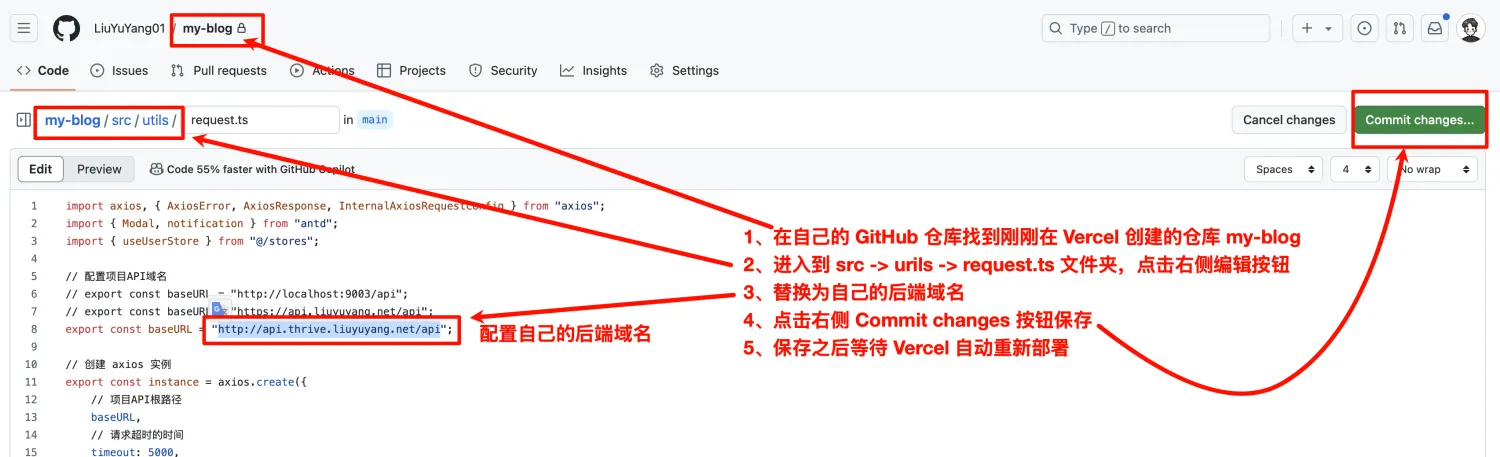 LiuYuYang01 / my-blog
Type / to search
Code Issues Pull requests Actions Projects Security Insights Settings
my-blog / src / utils / request.ts in main
Cancel changes Commit changes...
Edit Preview Code 55% faster with GitHub Copilot
Spaces 4 No wrap
1 import axios, { AxiosError, AxiosResponse, InternalAxiosRequestConfig } from "axios";
2 import { Modal, notification } from "antd";
3 import { useUserStore } from "@/stores";
4
5 // 配置项目API域名
6 // export const baseURL = "http://localhost:9003/api";
7 // export const baseURL = "https://api.liuyuyang.net/api";
8 export const baseURL = "http://api.thrive.liuyuyang.net/api";
9
10 // 创建 axios 实例
11 export const instance = axios.create({
12 // 项目API根路径
13 baseURL,
14 // 请求超时的时间
15 timeout: 5000,
配置自己的后端域名
1、在自己的 GitHub 仓库找到刚刚在 Vercel 创建的仓库 my-blog
2、进入到 src -> urils -> request.ts 文件夹，点击右侧编辑按钮
3、替换为自己的后端域名
4、点击右侧 Commit changes 按钮保存
5、保存之后等待 Vercel 自动重新部署